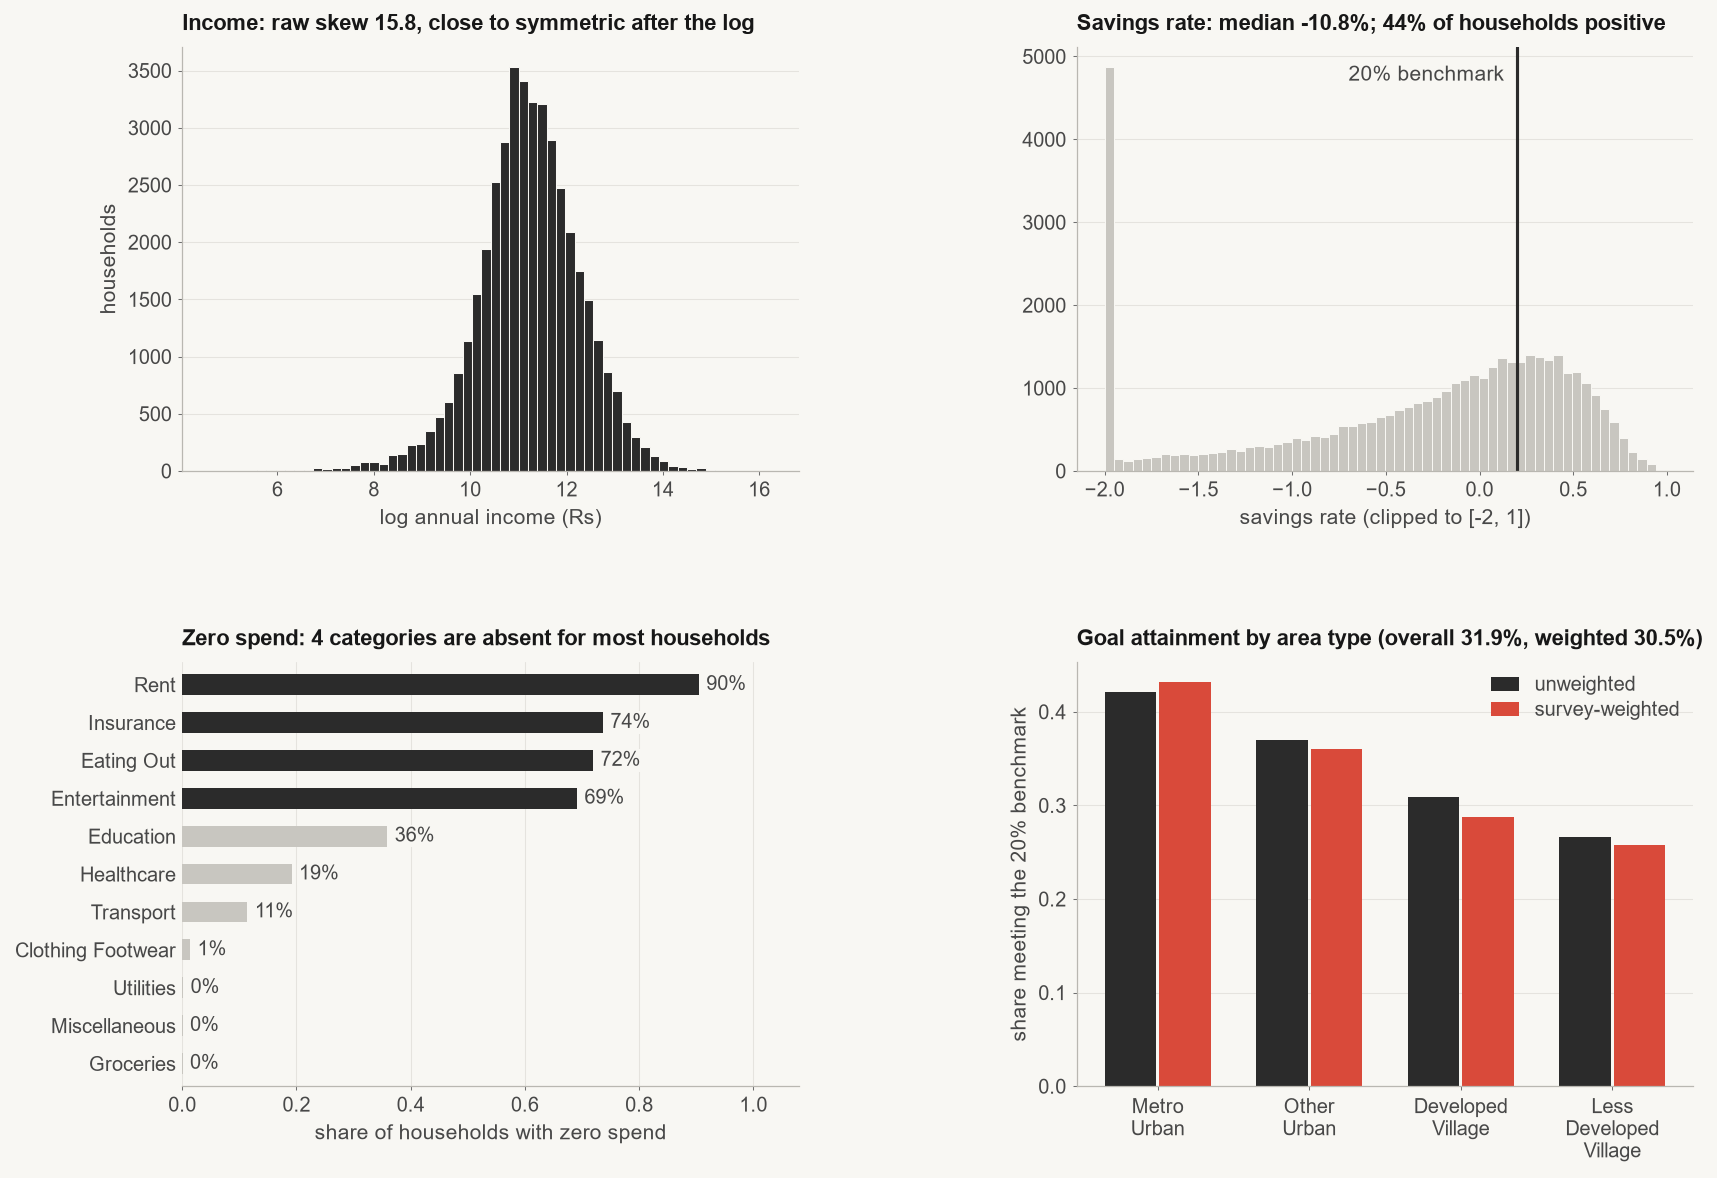 Income: raw skew 15.8, close to symmetric after the log
3500
3000
2500
2000
1500
1000
500
0
households
6 8 10 12 14 16
log annual income (Rs)
Savings rate: median -10.8%; 44% of households positive
20% benchmark
5000
4000
3000
2000
1000
0
−2.0 −1.5 −1.0 −0.5 0.0 0.5 1.0
savings rate (clipped to [-2, 1])
Zero spend: 4 categories are absent for most households
Rent 90%
Insurance 74%
Eating Out 72%
Entertainment 69%
Education 36%
Healthcare 19%
Transport 11%
Clothing Footwear 1%
Utilities 0%
Miscellaneous 0%
Groceries 0%
0.0 0.2 0.4 0.6 0.8 1.0
share of households with zero spend
Goal attainment by area type (overall 31.9%, weighted 30.5%)
unweighted
survey-weighted
0.4
0.3
0.2
0.1
0.0
share meeting the 20% benchmark
Metro
Urban
Other
Urban
Developed
Village
Less
Developed
Village